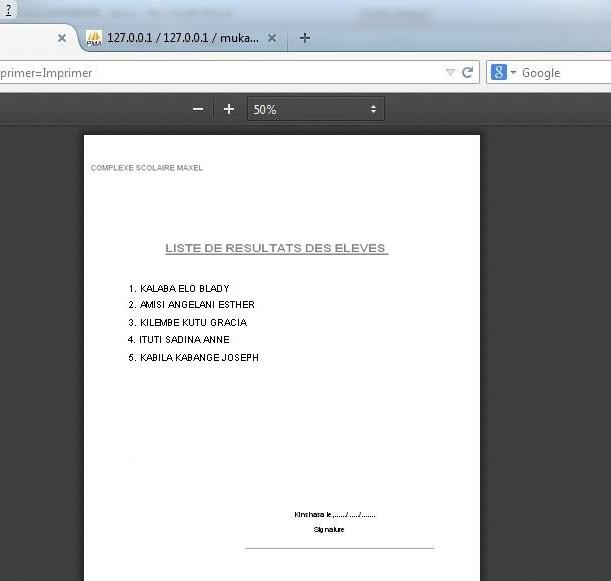 ?
127.0.0.1 / 127.0.0.1 / muka...
primer=Imprimer
Google
50%
COMPLEXE SCOLAIRE MAXEL
LISTE DE RESULTATS DES ELEVES
1. KALABA ELO BLADY
2. AMISI ANGELANI ESTHER
3. KILEMBE KUTU GRACIA
4. ITUTI SADINA ANNE
5. KABILA KABANGE JOSEPH
Kinshasa le ,....../ ...../.......
Signature